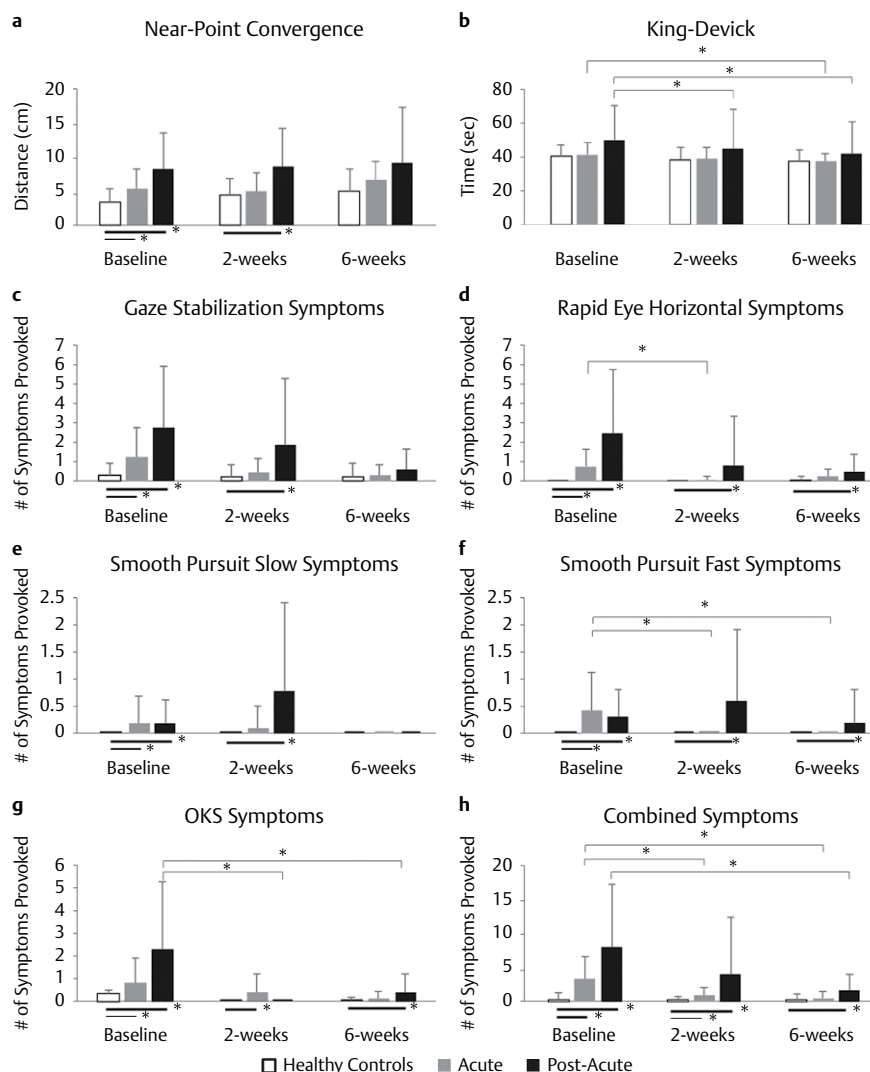 a
Near-Point Convergence
Distance (cm)
20
15
10
5
0
*
*
*
Baseline
2-weeks
6-weeks
b
King-Devick
Time (sec)
80
60
40
20
0
*
*
*
Baseline
2-weeks
6-weeks
c
Gaze Stabilization Symptoms
# of Symptoms Provoked
7
6
5
4
3
2
1
0
*
*
*
Baseline
2-weeks
6-weeks
d
Rapid Eye Horizontal Symptoms
# of Symptoms Provoked
7
6
5
4
3
2
1
0
*
*
*
*
*
Baseline
2-weeks
6-weeks
e
Smooth Pursuit Slow Symptoms
# of Symptoms Provoked
2.5
2
1.5
1
0.5
0
*
*
*
Baseline
2-weeks
6-weeks
f
Smooth Pursuit Fast Symptoms
# of Symptoms Provoked
2.5
2
1.5
1
0.5
0
*
*
*
*
*
*
Baseline
2-weeks
6-weeks
g
OKS Symptoms
# of Symptoms Provoked
6
5
4
3
2
1
0
*
*
*
*
*
*
Baseline
2-weeks
6-weeks
h
Combined Symptoms
# of Symptoms Provoked
20
15
10
5
0
*
*
*
*
*
*
*
*
Baseline
2-weeks
6-weeks
Healthy Controls Acute Post-Acute